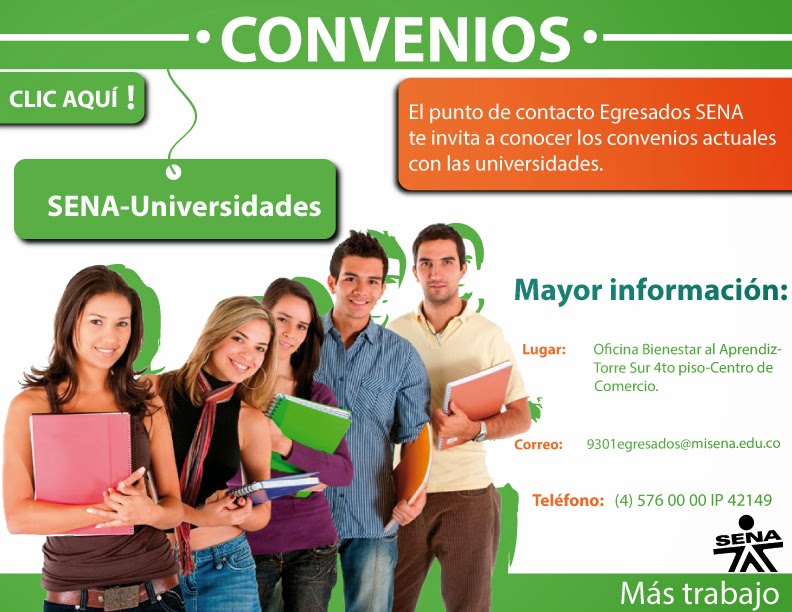 • CONVENIOS •
CLIC AQUÍ !
El punto de contacto Egresados SENA
te invita a conocer los convenios actuales
con las universidades.
SENA-Universidades
Mayor información:
Lugar: Oficina Bienestar al Aprendiz-
Torre Sur 4to piso-Centro de
Comercio.
Correo: 9301egresados@misena.edu.co
Teléfono: (4) 576 00 00 IP 42149
SENA
Más trabajo